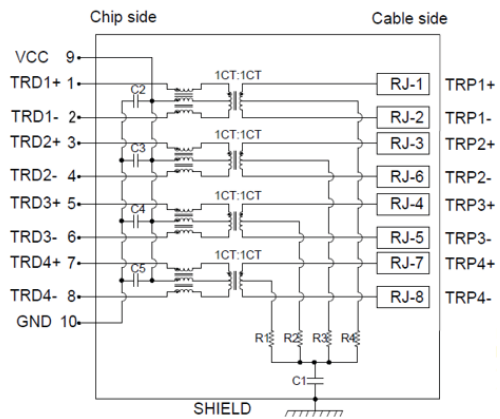 Chip side Cable side
VCC 9
TRD1+ 1 C2 1CT:1CT RJ-1 TRP1+
TRD1- 2 RJ-2 TRP1-
TRD2+ 3 C3 1CT:1CT RJ-3 TRP2+
TRD2- 4 RJ-6 TRP2-
TRD3+ 5 C4 1CT:1CT RJ-4 TRP3+
TRD3- 6 RJ-5 TRP3-
TRD4+ 7 C5 1CT:1CT RJ-7 TRP4+
TRD4- 8 RJ-8 TRP4-
GND 10
R1 R2 R3 R4
C1
SHIELD